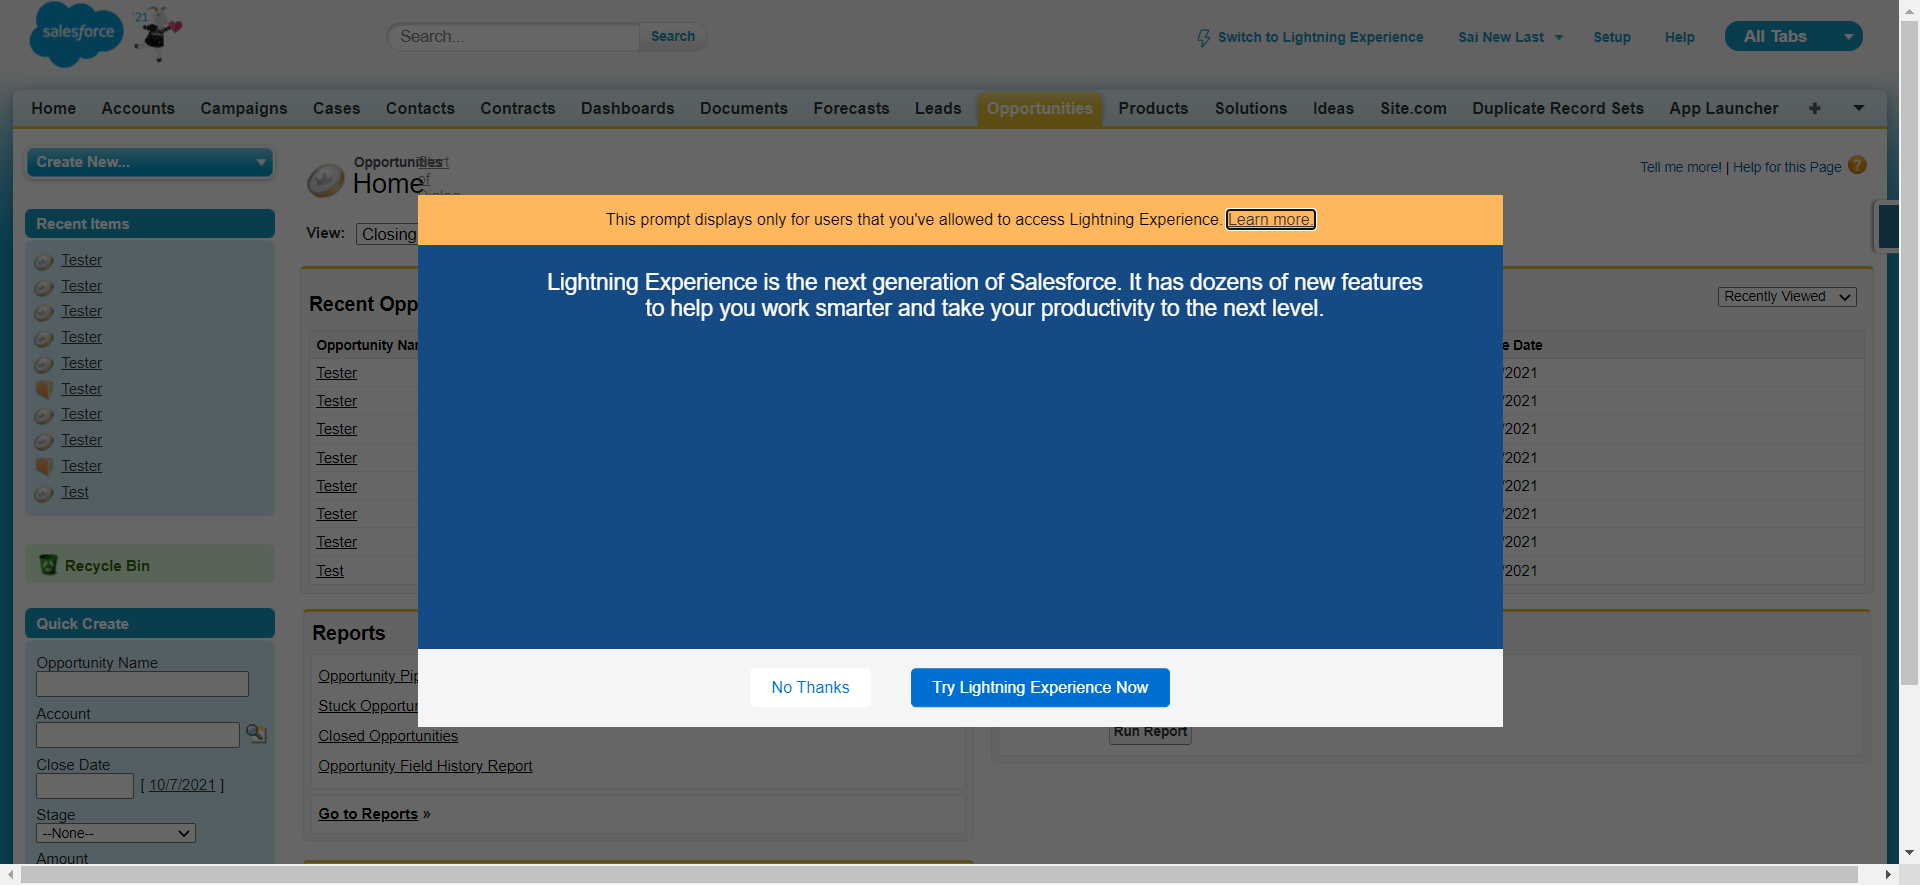 salesforce
'21
Search...
Search
Switch to Lightning Experience
Sai New Last
Setup
Help
All Tabs
Home
Accounts
Campaigns
Cases
Contacts
Contracts
Dashboards
Documents
Forecasts
Leads
Opportunities
Products
Solutions
Ideas
Site.com
Duplicate Record Sets
App Launcher
+
Create New...
Recent Items
Tester
Tester
Tester
Tester
Tester
Tester
Tester
Tester
Tester
Test
Recycle Bin
Quick Create
Opportunity Name
Account
Close Date
[ 10/7/2021 ]
Stage
--None--
Amount
Opportunities
Home
Start
of
Dialog
Tell me more! | Help for this Page
?
View:
Closing
This prompt displays only for users that you've allowed to access Lightning Experience. Learn more.
Lightning Experience is the next generation of Salesforce. It has dozens of new features
to help you work smarter and take your productivity to the next level.
No Thanks
Try Lightning Experience Now
Recent Opp
Recently Viewed
Opportunity Nam
e Date
Tester
/2021
Tester
/2021
Tester
/2021
Tester
/2021
Tester
/2021
Tester
/2021
Tester
/2021
Test
/2021
Reports
Opportunity Pip
Stuck Opportun
Closed Opportunities
Opportunity Field History Report
Go to Reports »
Run Report